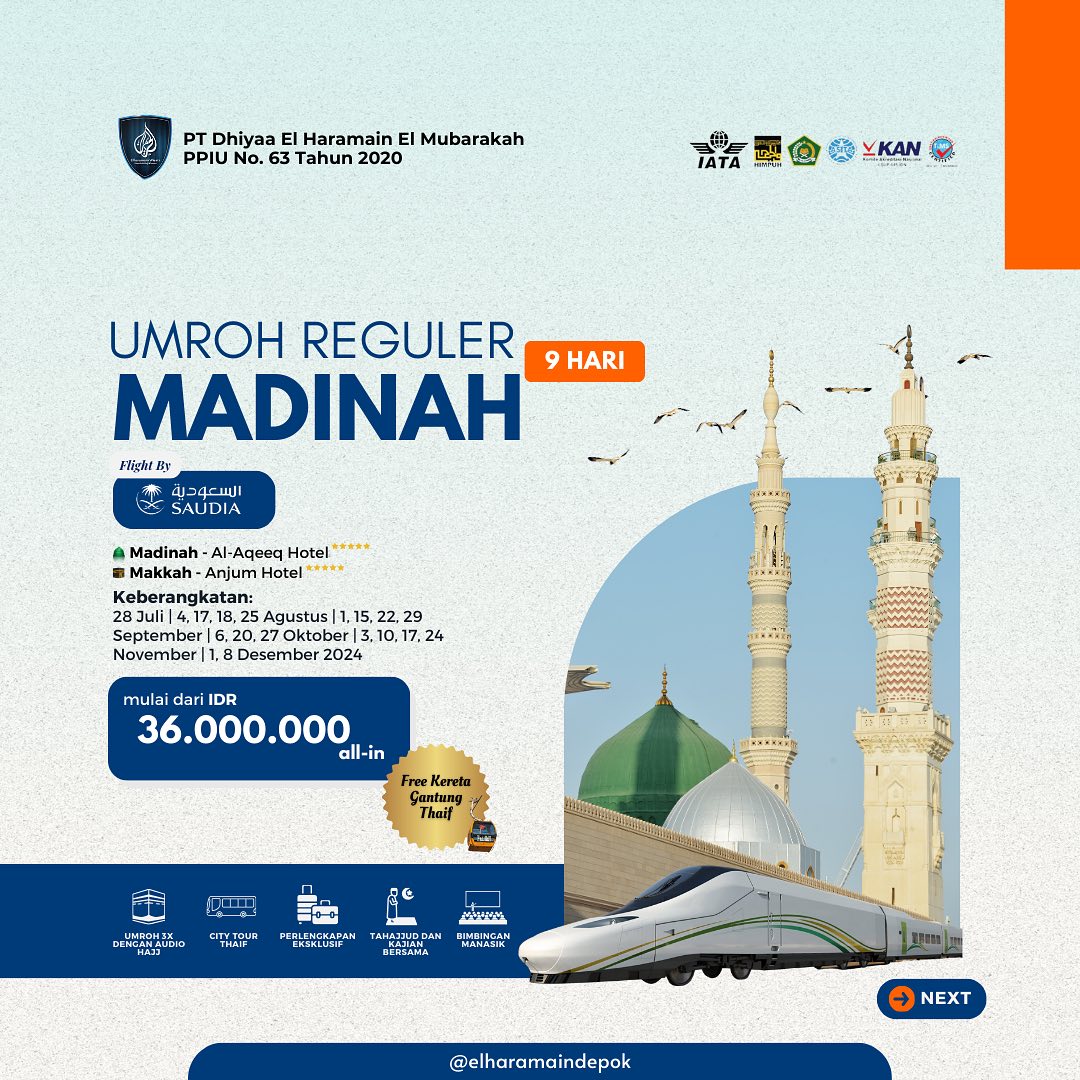 PT Dhiyaa El Haramain El Mubarakah
PPIU No. 63 Tahun 2020
IATA
HIMPUH
ASITA
KAN
Komite Akreditasi Nasional
UMROH REGULER
MADINAH
9 HARI
Flight By
السعودية
SAUDIA
Madinah - Al-Aqeeq Hotel
Makkah - Anjum Hotel
Keberangkatan:
28 Juli | 4, 17, 18, 25 Agustus | 1, 15, 22, 29
September | 6, 20, 27 Oktober | 3, 10, 17, 24
November | 1, 8 Desember 2024
mulai dari IDR
36.000.000
all-in
Free Kereta
Gantung
Thaif
UMROH 3X
DENGAN AUDIO
HAJJ
CITY TOUR
THAIF
PERLENGKAPAN
EKSKLUSIF
TAHAJJUD DAN
KAJIAN
BERSAMA
BIMBINGAN
MANASIK
NEXT
@elharamaindepok